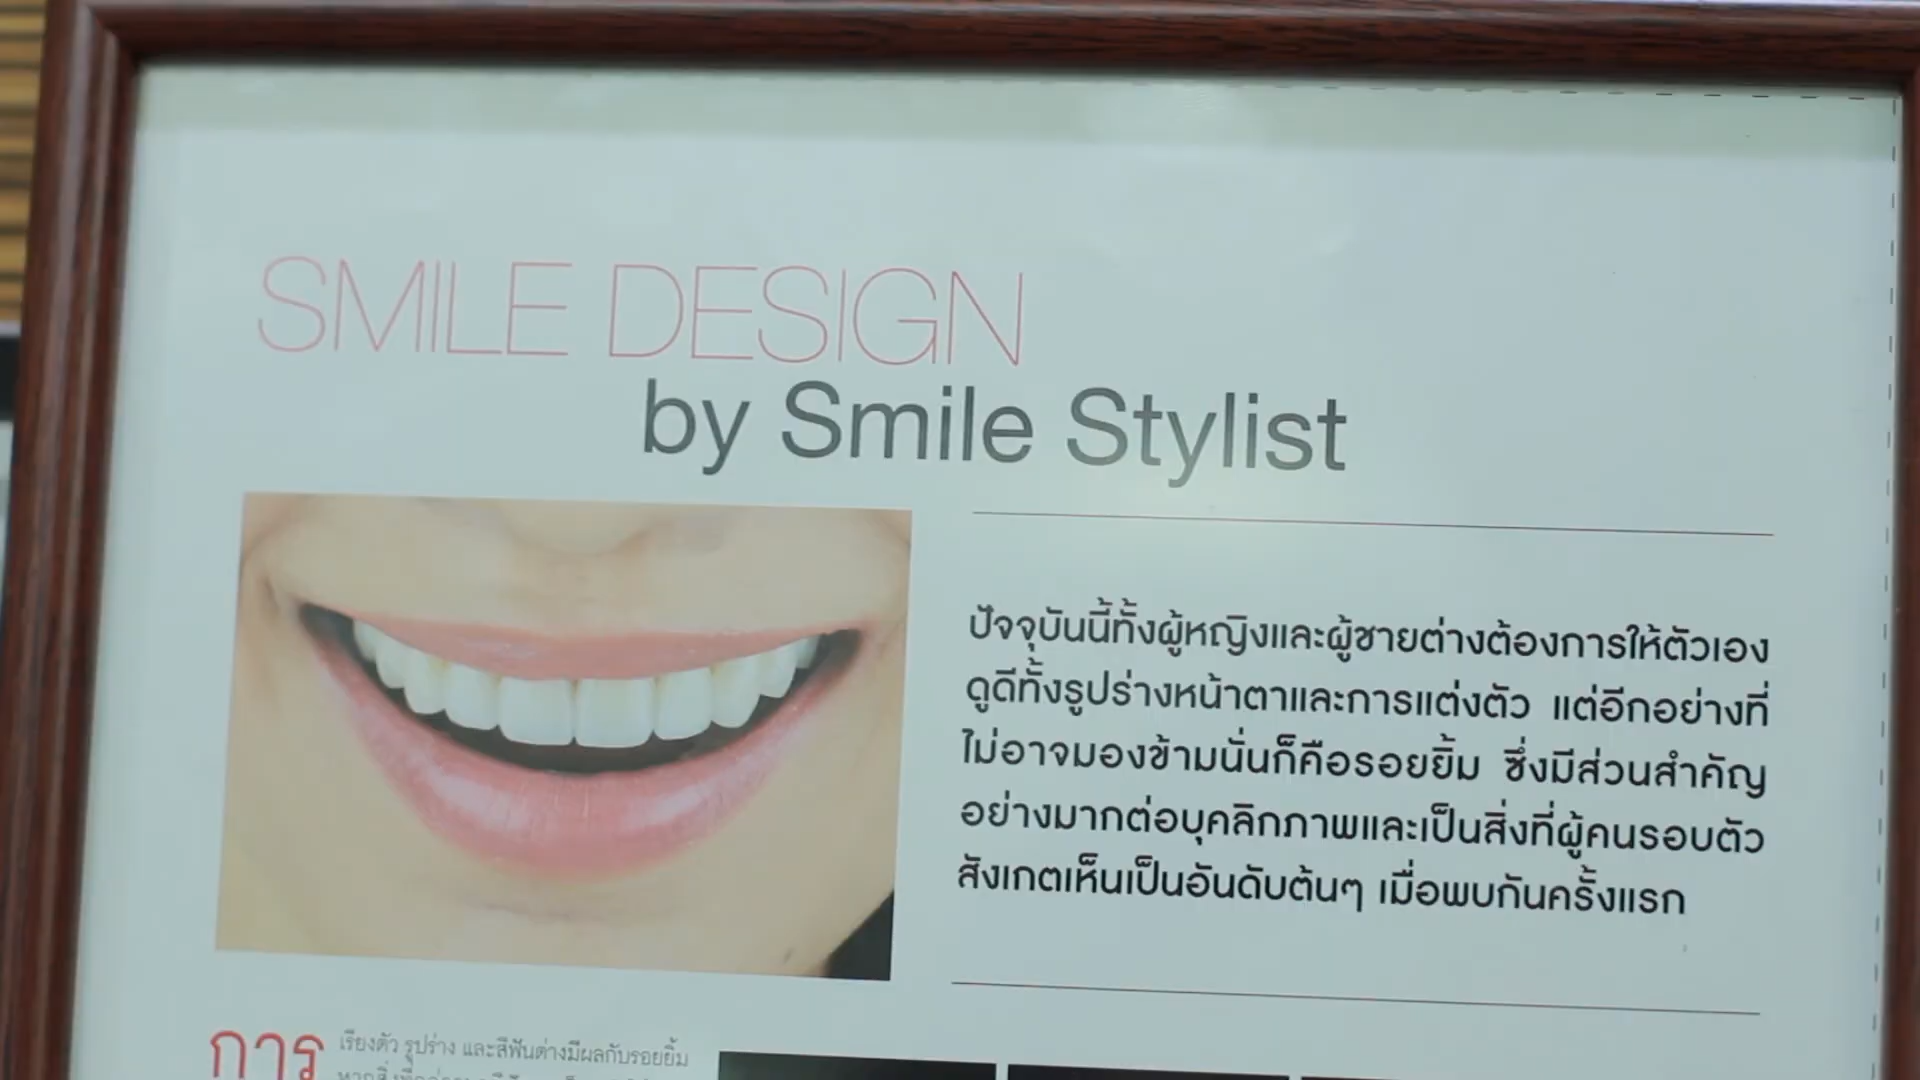 SMILE DESIGN
by Smile Stylist
ปัจจุบันนี้ทั้งผู้หญิงและผู้ชายต่างต้องการให้ตัวเอง
ดูดีทั้งรูปร่างหน้าตาและการแต่งตัว แต่อีกอย่างที่
ไม่อาจมองข้ามนั่นก็คือรอยยิ้ม ซึ่งมีส่วนสำคัญ
อย่างมากต่อบุคลิกภาพและเป็นสิ่งที่ผู้คนรอบตัว
สังเกตเห็นเป็นอันดับต้นๆ เมื่อพบกันครั้งแรก
การ
เรียงตัว รูปร่าง และสีฟันต่างมีผลกับรอยยิ้ม